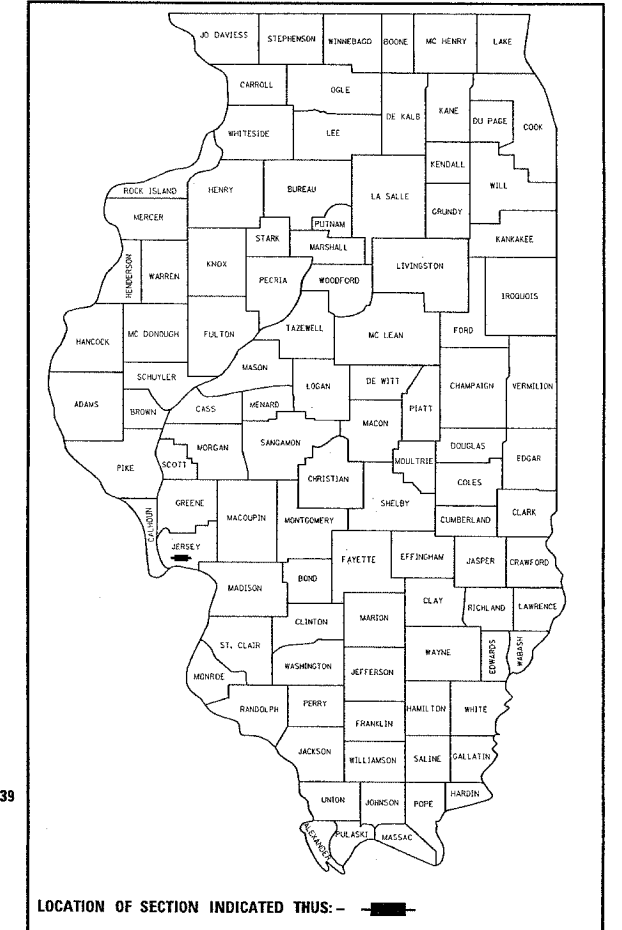 JO DAVIESS STEPHENSON WINNEBAGO BOONE MC HENRY LAKE
CARROLL OGLE DE KALB KANE DU PAGE COOK
WHITESIDE LEE
KENDALL WILL
ROCK ISLAND HENRY BUREAU LA SALLE
MERCER PUTNAM GRUNDY
STARK MARSHALL KANKAKEE
HENDERSON WARREN KNOX PEORIA WOODFORD LIVINGSTON IROQUOIS
HANCOCK MC DONOUGH FULTON TAZEWELL MC LEAN FORD
MASON
SCHUYLER LOGAN DE WITT CHAMPAIGN VERMILION
ADAMS BROWN CASS MENARD PIATT
MACON
MORGAN SANGAMON DOUGLAS
PIKE SCOTT CHRISTIAN MOULTRIE EDGAR
COLES
GREENE SHELBY
CALHOUN MACOUPIN MONTGOMERY CUMBERLAND CLARK
JERSEY FAYETTE EFFINGHAM JASPER CRAWFORD
BOND
MADISON CLAY RICHLAND LAWRENCE
CLINTON MARION
ST. CLAIR WAYNE EDWARDS WABASH
WASHINGTON JEFFERSON
MONROE
RANDOLPH PERRY HAMILTON WHITE
FRANKLIN
JACKSON WILLIAMSON SALINE GALLATIN
39 UNION JOHNSON POPE HARDIN
ALEXANDER PULASKI MASSAC
LOCATION OF SECTION INDICATED THUS: –